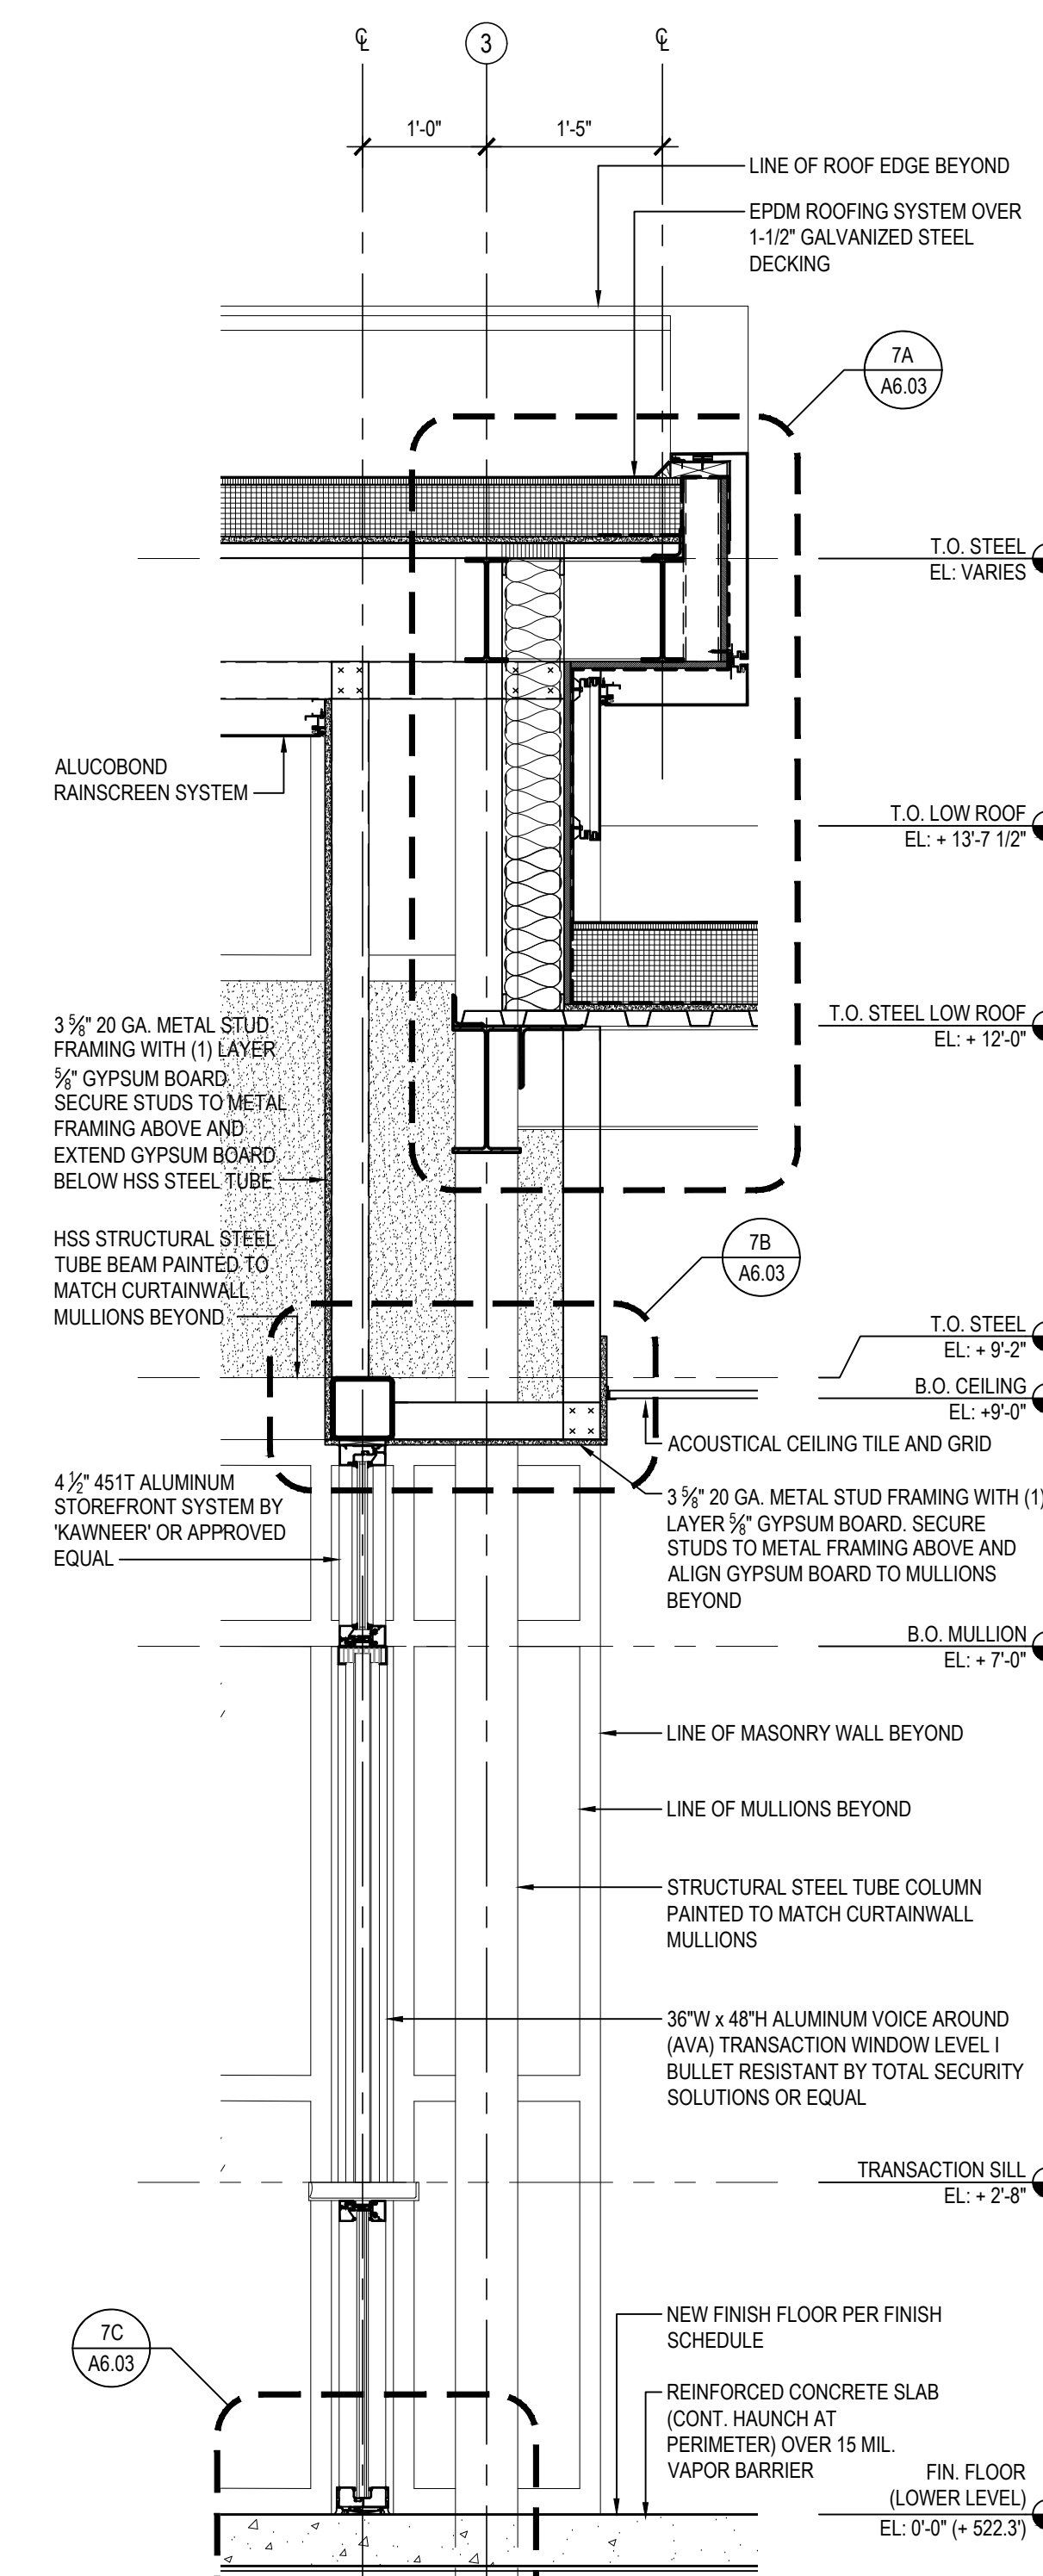 ℄
3
℄
1'-0"
1'-5"
LINE OF ROOF EDGE BEYOND
EPDM ROOFING SYSTEM OVER
1-1/2" GALVANIZED STEEL
DECKING
7A
A6.03
T.O. STEEL
EL: VARIES
ALUCOBOND
RAINSCREEN SYSTEM
T.O. LOW ROOF
EL: + 13'-7 1/2"
T.O. STEEL LOW ROOF
EL: + 12'-0"
3 ⅝" 20 GA. METAL STUD
FRAMING WITH (1) LAYER
⅝" GYPSUM BOARD.
SECURE STUDS TO METAL
FRAMING ABOVE AND
EXTEND GYPSUM BOARD
BELOW HSS STEEL TUBE
HSS STRUCTURAL STEEL
TUBE BEAM PAINTED TO
MATCH CURTAINWALL
MULLIONS BEYOND
7B
A6.03
T.O. STEEL
EL: + 9'-2"
B.O. CEILING
EL: +9'-0"
ACOUSTICAL CEILING TILE AND GRID
4 ½" 451T ALUMINUM
STOREFRONT SYSTEM BY
'KAWNEER' OR APPROVED
EQUAL
3 ⅝" 20 GA. METAL STUD FRAMING WITH (1)
LAYER ⅝" GYPSUM BOARD. SECURE
STUDS TO METAL FRAMING ABOVE AND
ALIGN GYPSUM BOARD TO MULLIONS
BEYOND
B.O. MULLION
EL: + 7'-0"
LINE OF MASONRY WALL BEYOND
LINE OF MULLIONS BEYOND
STRUCTURAL STEEL TUBE COLUMN
PAINTED TO MATCH CURTAINWALL
MULLIONS
36"W x 48"H ALUMINUM VOICE AROUND
(AVA) TRANSACTION WINDOW LEVEL I
BULLET RESISTANT BY TOTAL SECURITY
SOLUTIONS OR EQUAL
TRANSACTION SILL
EL: + 2'-8"
7C
A6.03
NEW FINISH FLOOR PER FINISH
SCHEDULE
REINFORCED CONCRETE SLAB
(CONT. HAUNCH AT
PERIMETER) OVER 15 MIL.
VAPOR BARRIER
FIN. FLOOR
(LOWER LEVEL)
EL: 0'-0" (+ 522.3')